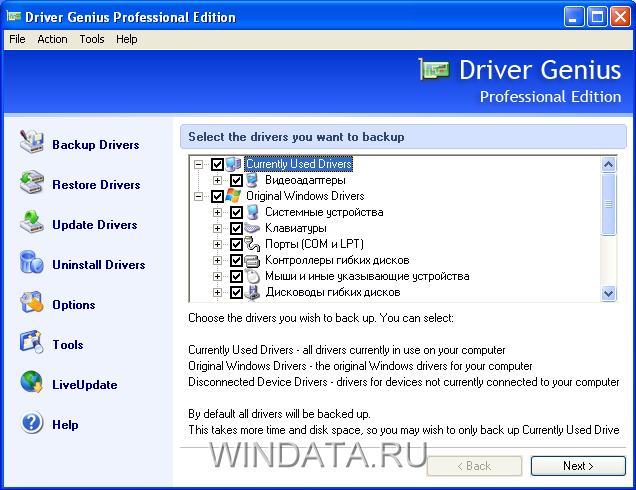 Driver Genius Professional Edition
File Action Tools Help
Driver Genius
Professional Edition
Backup Drivers
Restore Drivers
Update Drivers
Uninstall Drivers
Options
Tools
LiveUpdate
Help
Select the drivers you want to backup
Currently Used Drivers
Видеоадаптеры
Original Windows Drivers
Системные устройства
Клавиатуры
Порты (COM и LPT)
Контроллеры гибких дисков
Мыши и иные указывающие устройства
Дисководы гибких дисков
Choose the drivers you wish to back up. You can select:
Currently Used Drivers - all drivers currently in use on your computer
Original Windows Drivers - the original Windows drivers for your computer
Disconnected Device Drivers - drivers for devices not currently connected to your computer
By default all drivers will be backed up.
This takes more time and disk space, so you may wish to only back up Currently Used Drive
WINDATA.RU
< Back
Next >